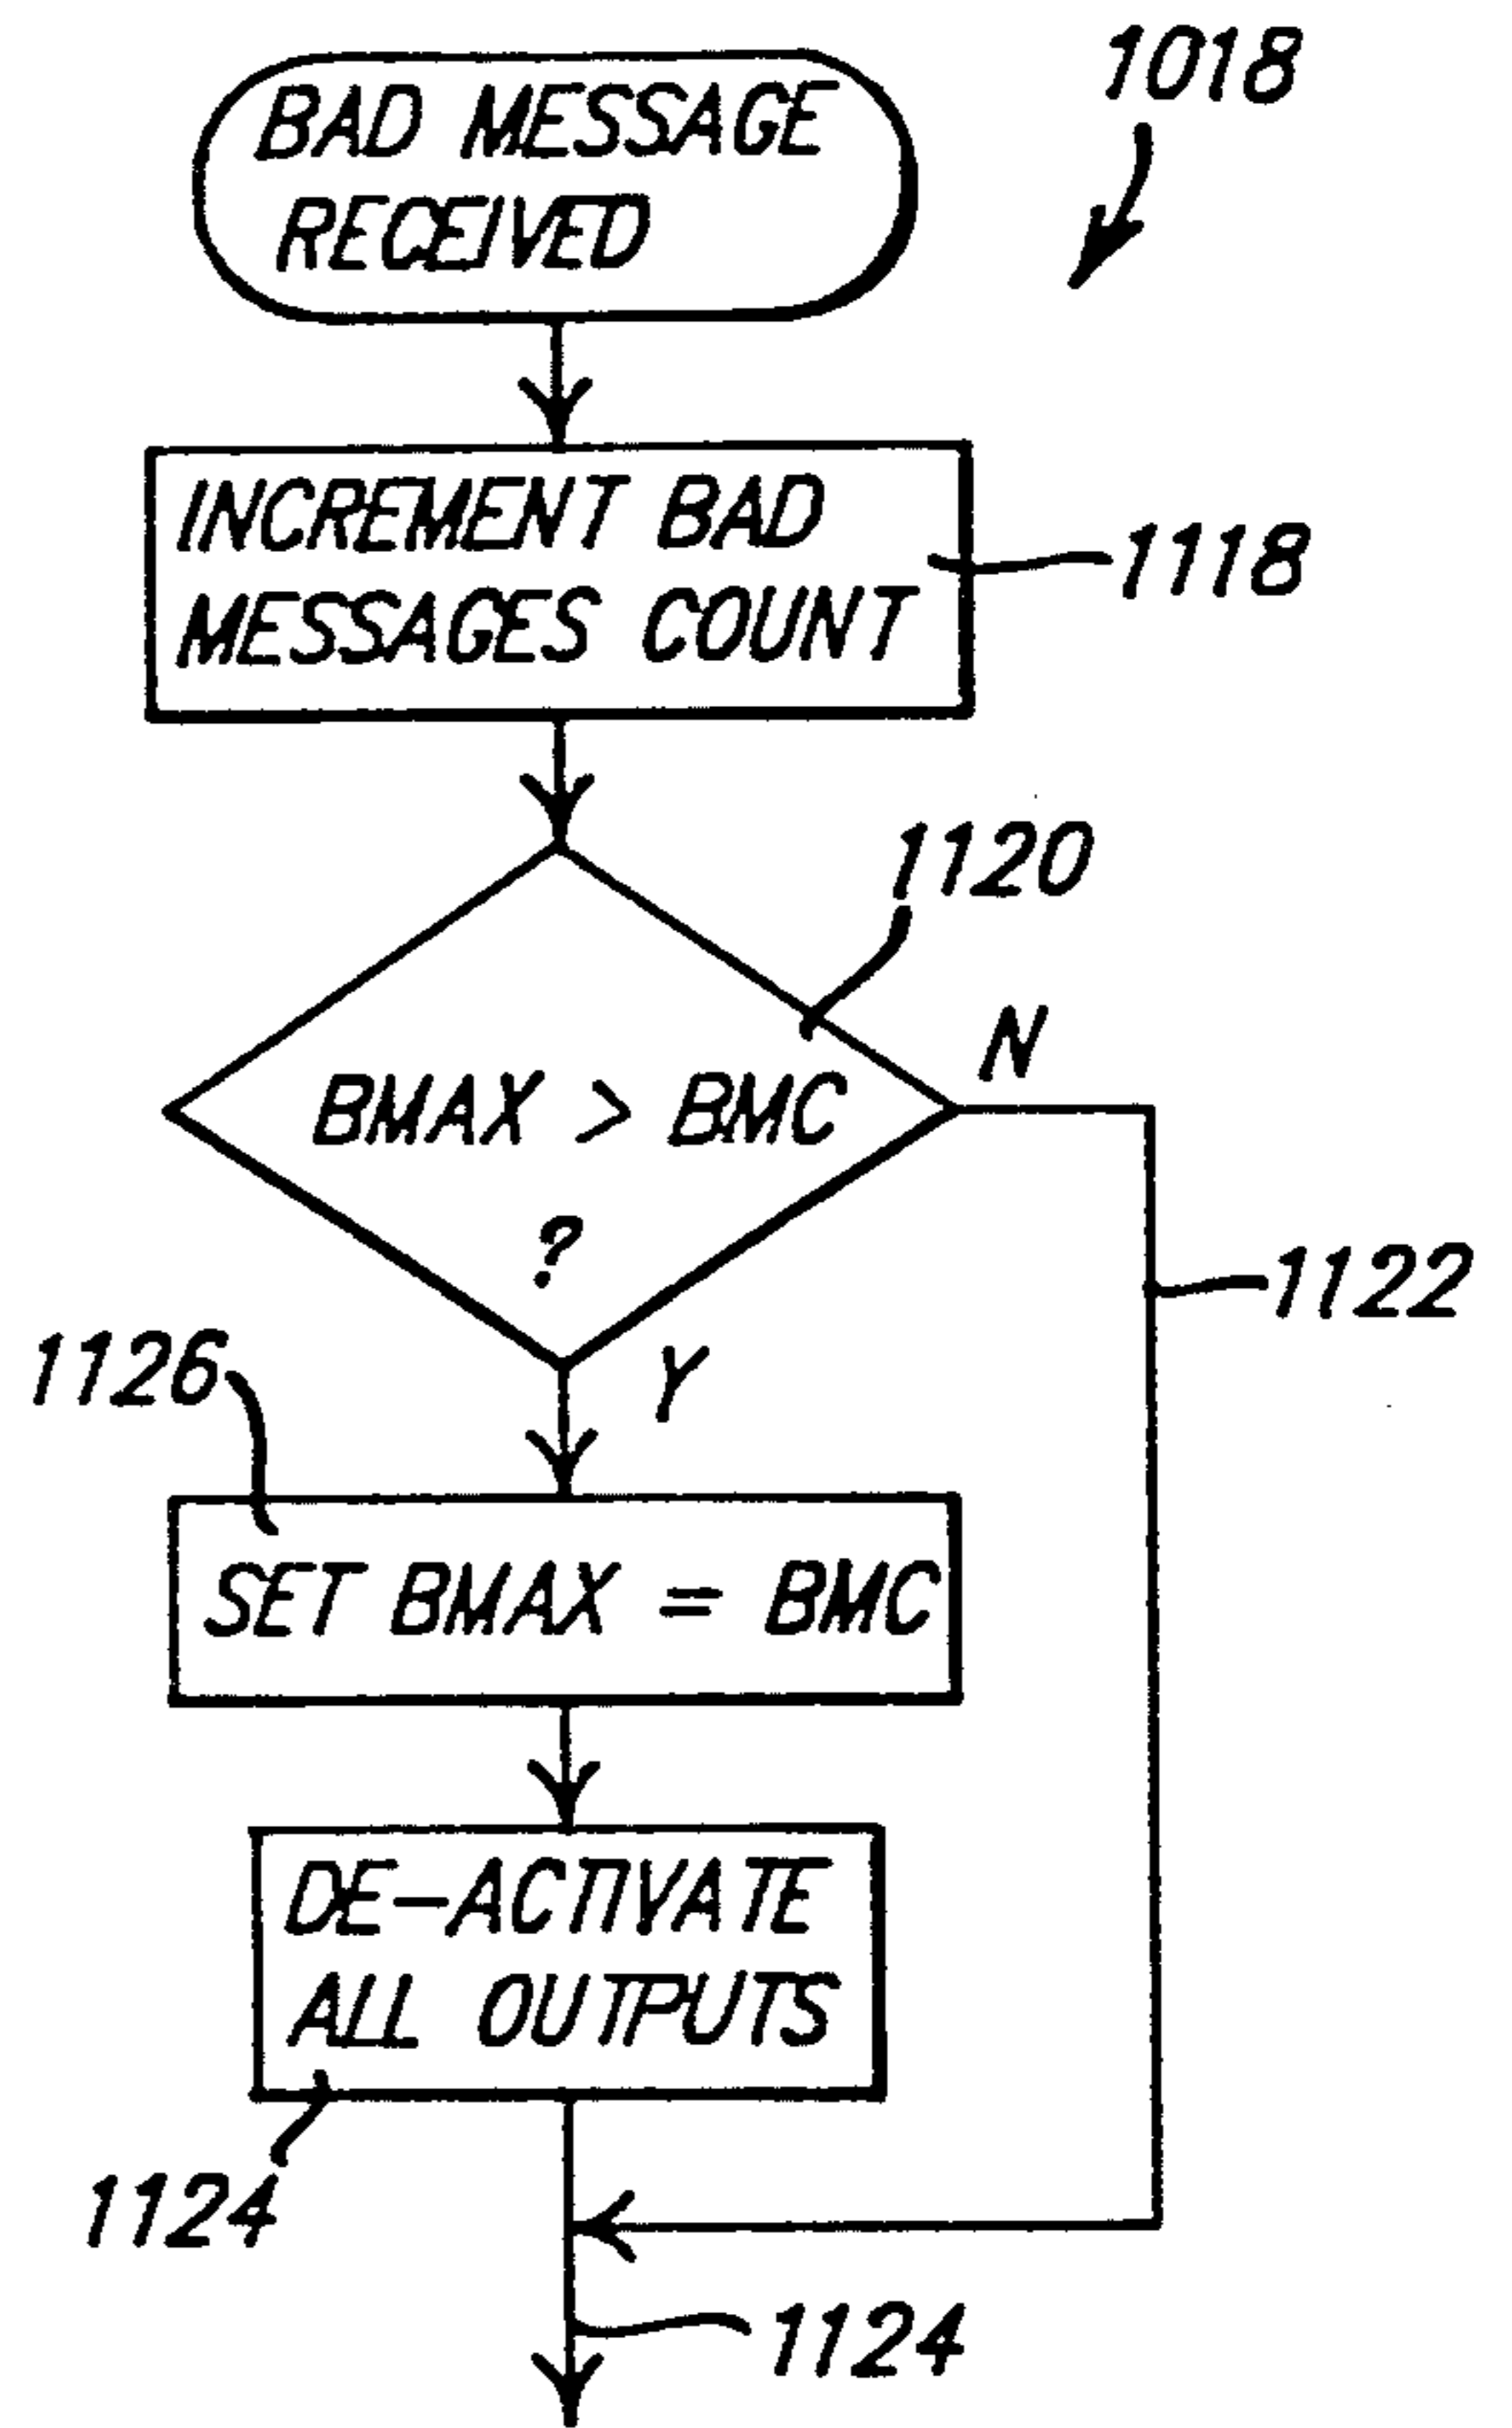 1018
BAD MESSAGE
RECEIVED
INCREMENT BAD
MESSAGES COUNT
1118
1120
N
BMAX > BMC
?
1122
Y
1126
SET BMAX = BMC
DE-ACTIVATE
ALL OUTPUTS
1124
1124